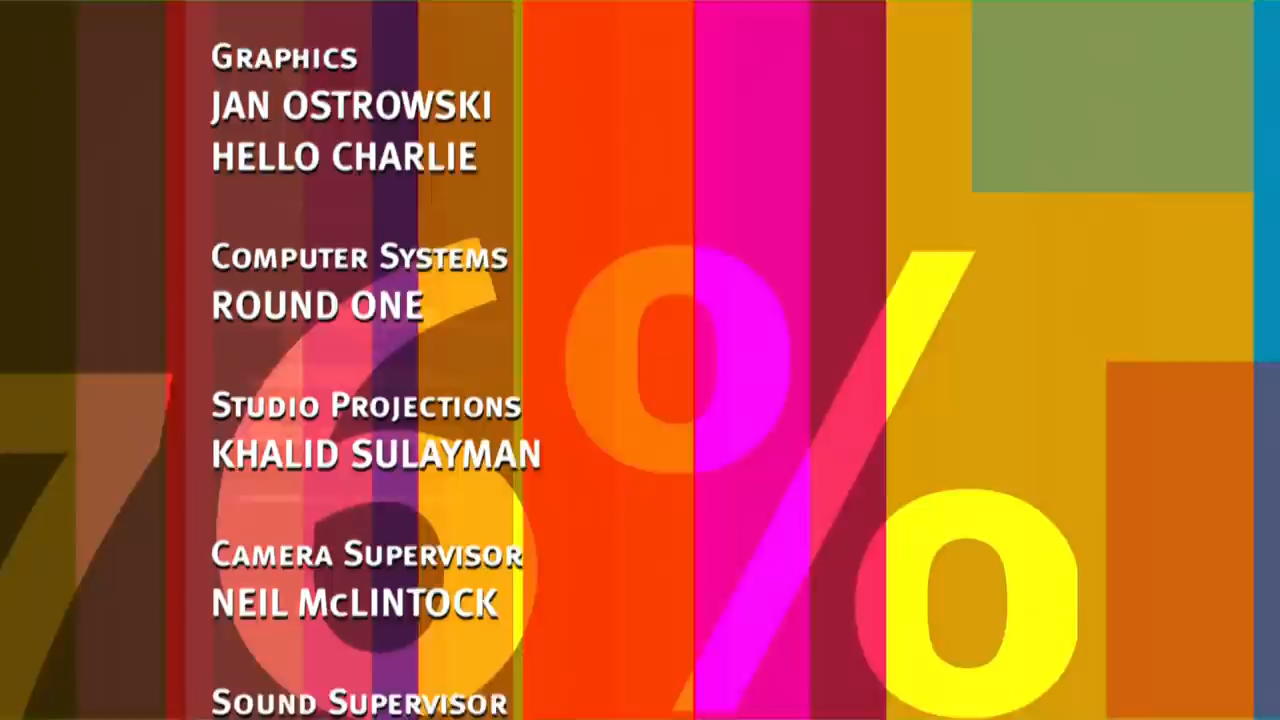 Graphics
JAN OSTROWSKI
HELLO CHARLIE
Computer Systems
ROUND ONE
Studio Projections
KHALID SULAYMAN
Camera Supervisor
NEIL McLINTOCK
Sound Supervisor
76%